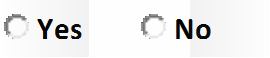 Yes No